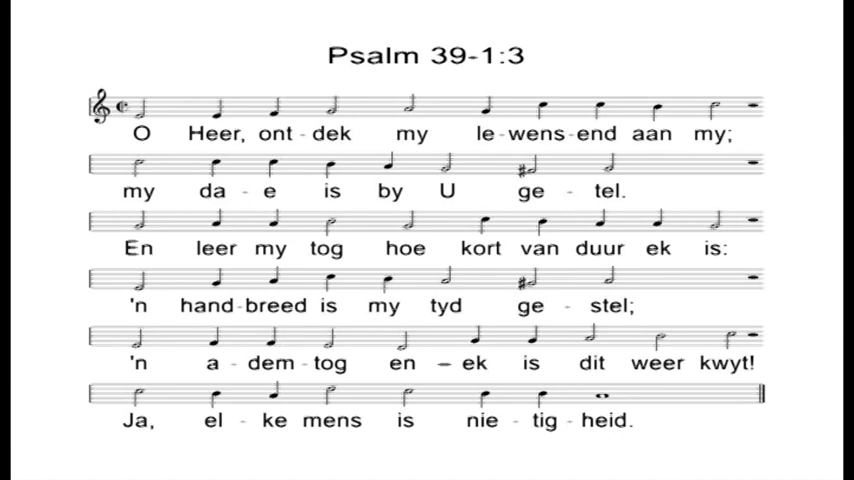 Psalm 39-1:3
O Heer, ont - dek my le - wens - end aan my;
my da - e is by U ge - tel.
En leer my tog hoe kort van duur ek is:
'n hand - breed is my tyd ge - stel;
'n a - dem - tog en - ek is dit weer kwyt!
Ja, el - ke mens is nie - tig - heid.